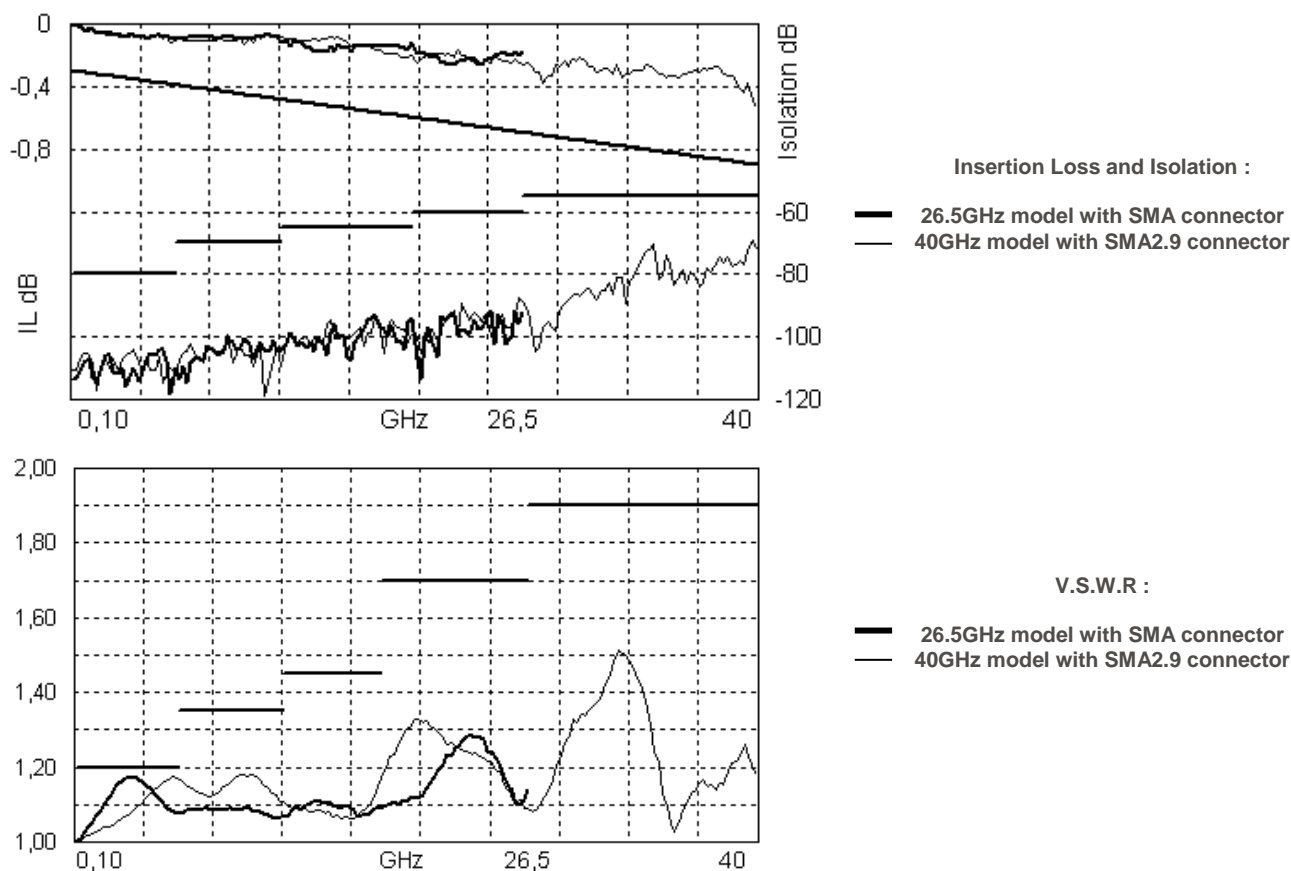 0
-0,4
-0,8
IL dB
Isolation dB
-60
-80
-100
-120
0,10 GHz 26,5 40
Insertion Loss and Isolation :
26.5GHz model with SMA connector
40GHz model with SMA2.9 connector
2,00
1,80
1,60
1,40
1,20
1,00
0,10 GHz 26,5 40
V.S.W.R :
26.5GHz model with SMA connector
40GHz model with SMA2.9 connector